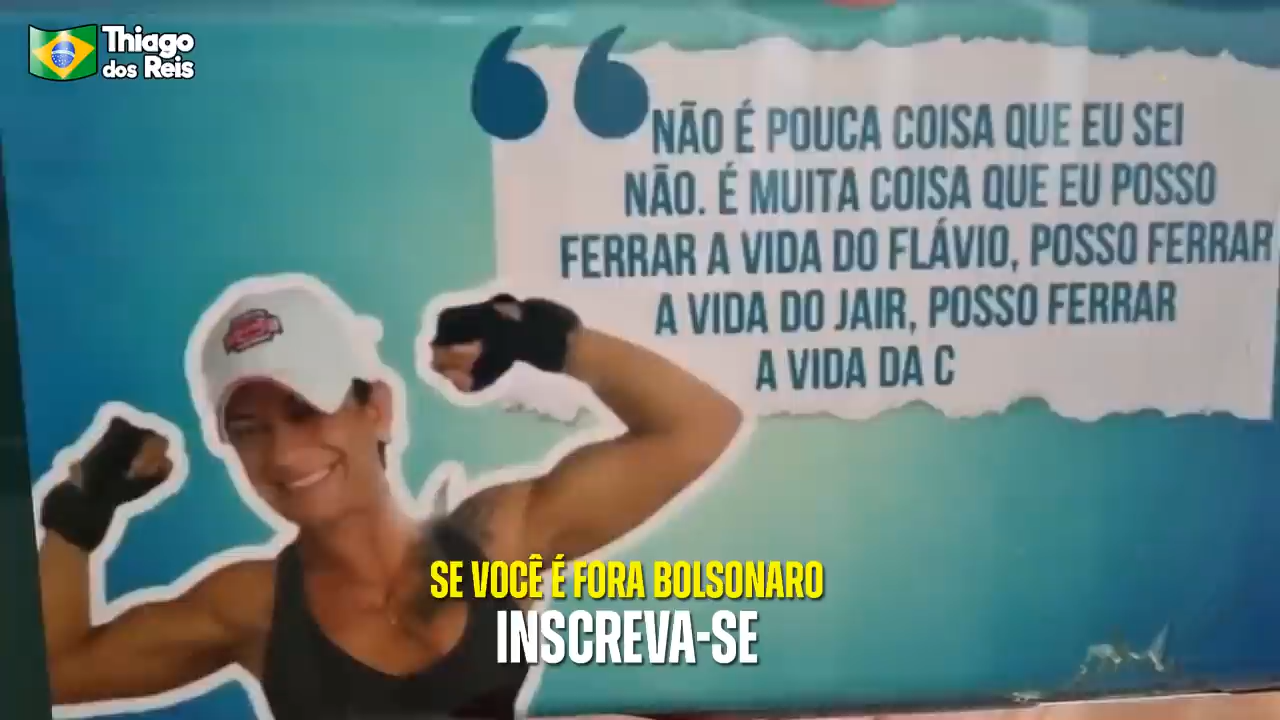 Thiago
dos Reis
NÃO É POUCA COISA QUE EU SEI
NÃO. É MUITA COISA QUE EU POSSO
FERRAR A VIDA DO FLÁVIO, POSSO FERRAR
A VIDA DO JAIR, POSSO FERRAR
A VIDA DA C
SE VOCÊ É FORA BOLSONARO
INSCREVA-SE